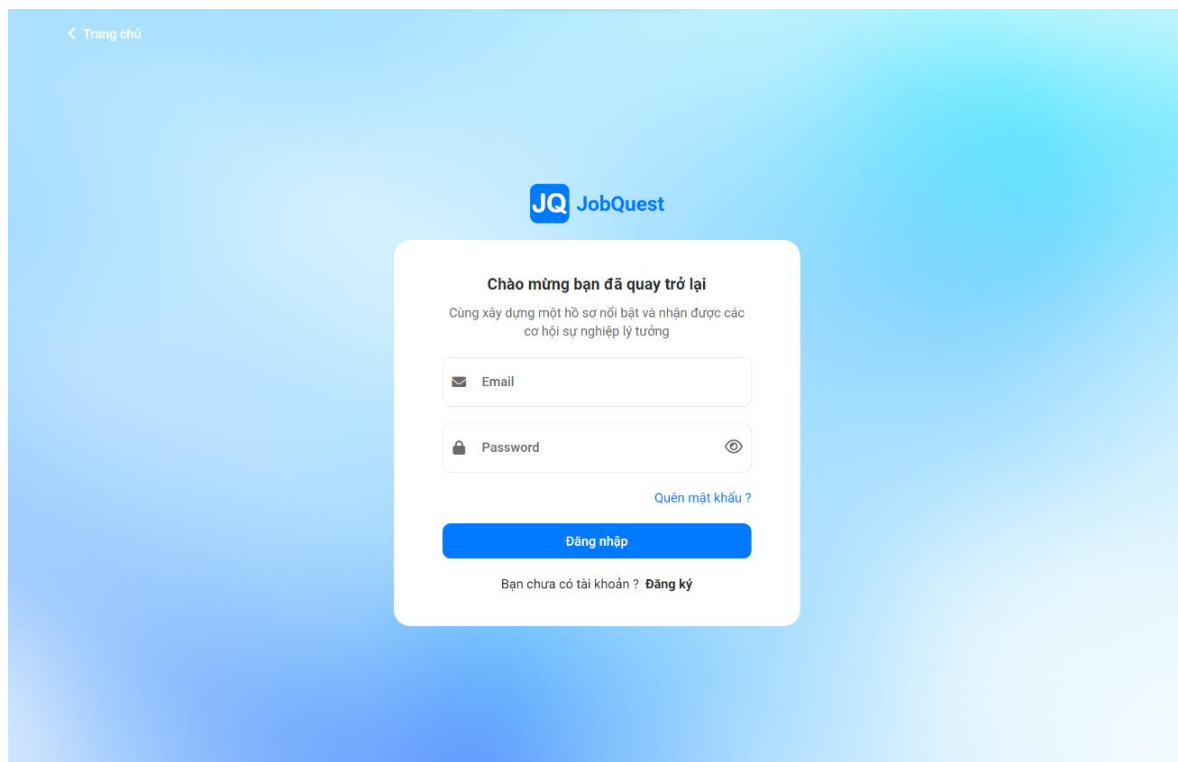 Trang chủ
JQ JobQuest
Chào mừng bạn đã quay trở lại
Cùng xây dựng một hồ sơ nổi bật và nhận được các
cơ hội sự nghiệp lý tưởng
Email
Password
Quên mật khẩu ?
Đăng nhập
Bạn chưa có tài khoản ? Đăng ký